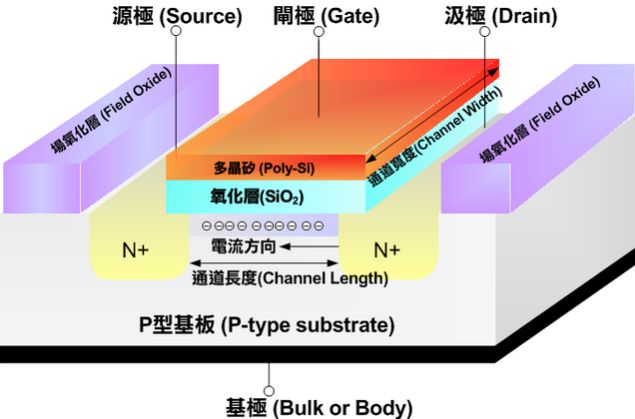 源極 (Source)
閘極 (Gate)
汲極 (Drain)
場氧化層 (Field Oxide)
通道寬度(Channel Width)
場氧化層 (Field Oxide)
多晶矽 (Poly-Si)
氧化層(SiO₂)
N+
電流方向
N+
通道長度(Channel Length)
P型基板 (P-type substrate)
基極 (Bulk or Body)